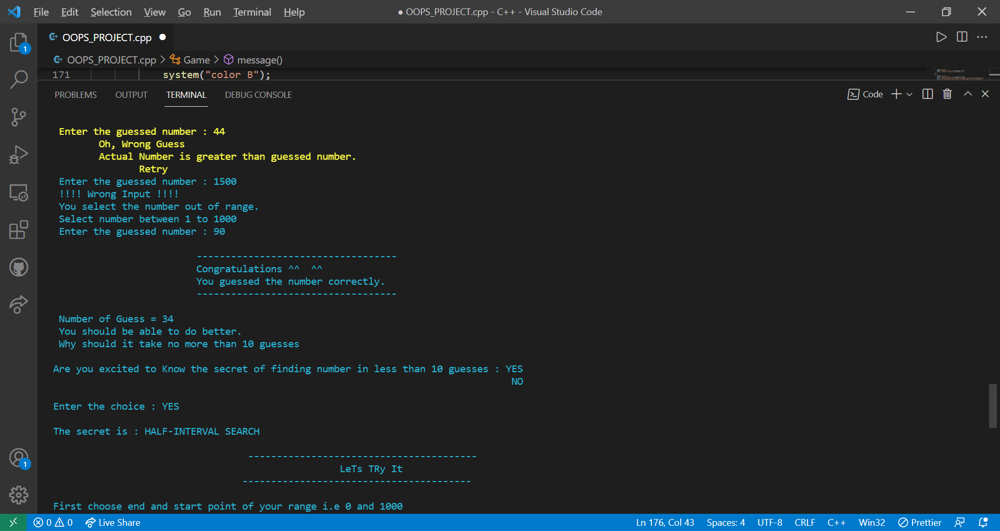 File Edit Selection View Go Run Terminal Help ● OOPS_PROJECT.cpp - C++ - Visual Studio Code
OOPS_PROJECT.cpp
OOPS_PROJECT.cpp > Game > message()
171 system("color B");
PROBLEMS OUTPUT TERMINAL DEBUG CONSOLE Code
Enter the guessed number : 44
Oh, Wrong Guess
Actual Number is greater than guessed number.
Retry
Enter the guessed number : 1500
!!!! Wrong Input !!!!
You select the number out of range.
Select number between 1 to 1000
Enter the guessed number : 90
-----------------------------------
Congratulations ^^  ^^
You guessed the number correctly.
-----------------------------------
Number of Guess = 34
You should be able to do better.
Why should it take no more than 10 guesses
Are you excited to Know the secret of finding number in less than 10 guesses : YES
NO
Enter the choice : YES
The secret is : HALF-INTERVAL SEARCH
----------------------------------------
LeTs TRy It
----------------------------------------
First choose end and start point of your range i.e 0 and 1000
0 0 Live Share Ln 176, Col 43 Spaces: 4 UTF-8 CRLF C++ Win32 Prettier
1
1